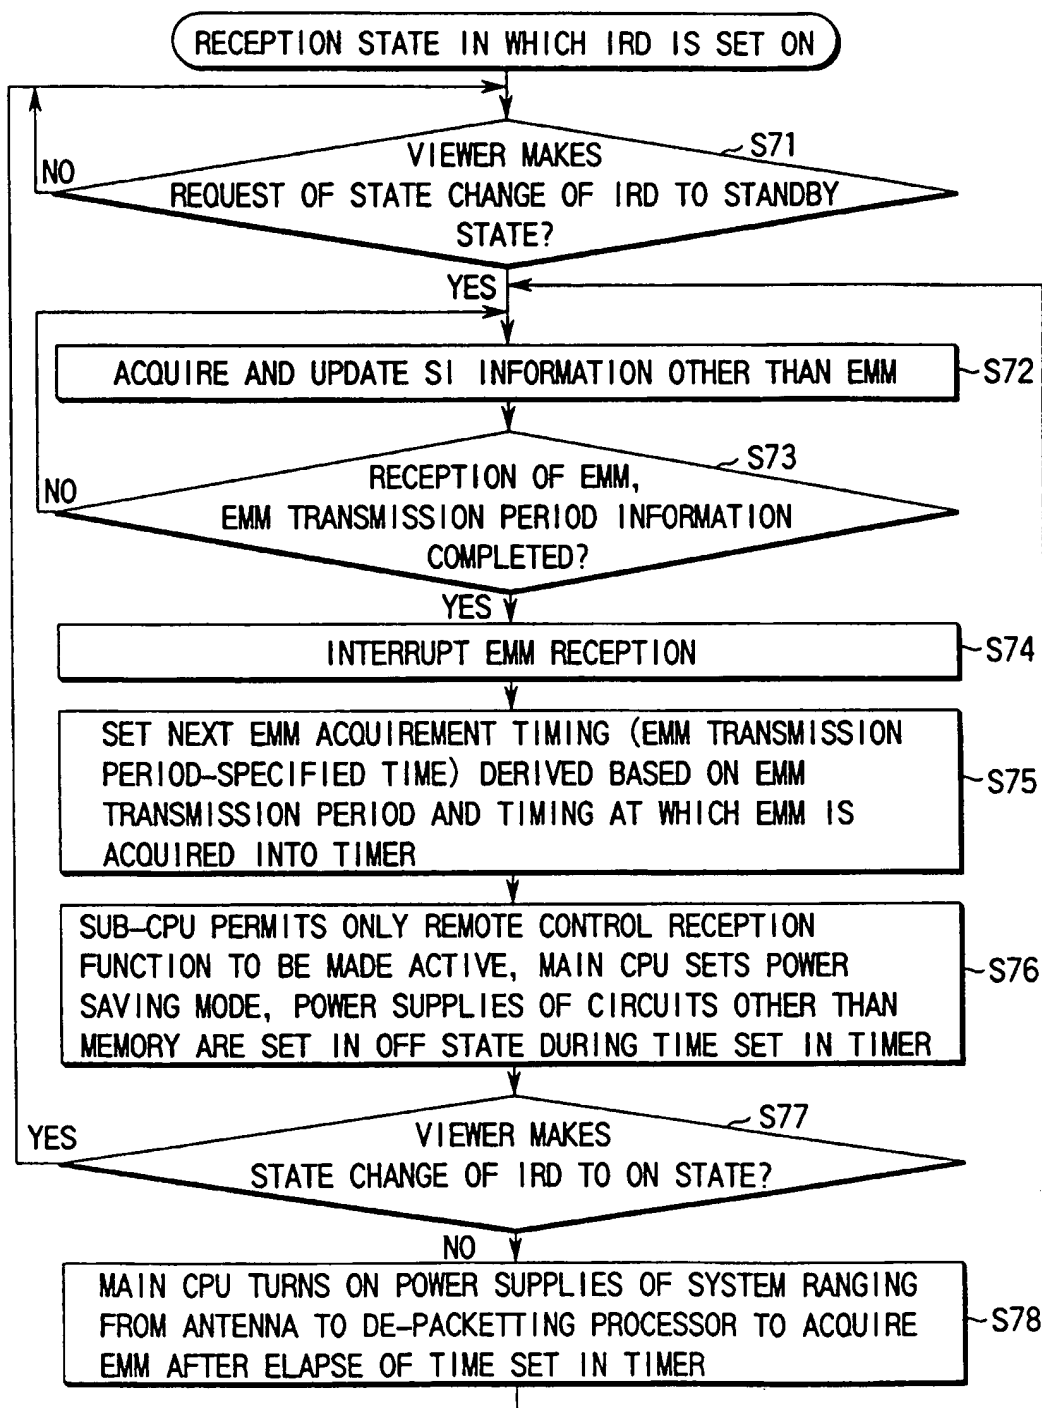 RECEPTION STATE IN WHICH IRD IS SET ON
S71
NO
VIEWER MAKES
REQUEST OF STATE CHANGE OF IRD TO STANDBY
STATE?
YES
ACQUIRE AND UPDATE SI INFORMATION OTHER THAN EMM
S72
S73
NO
RECEPTION OF EMM,
EMM TRANSMISSION PERIOD INFORMATION
COMPLETED?
YES
INTERRUPT EMM RECEPTION
S74
SET NEXT EMM ACQUIREMENT TIMING (EMM TRANSMISSION
PERIOD-SPECIFIED TIME) DERIVED BASED ON EMM
TRANSMISSION PERIOD AND TIMING AT WHICH EMM IS
ACQUIRED INTO TIMER
S75
SUB-CPU PERMITS ONLY REMOTE CONTROL RECEPTION
FUNCTION TO BE MADE ACTIVE, MAIN CPU SETS POWER
SAVING MODE, POWER SUPPLIES OF CIRCUITS OTHER THAN
MEMORY ARE SET IN OFF STATE DURING TIME SET IN TIMER
S76
S77
YES
VIEWER MAKES
STATE CHANGE OF IRD TO ON STATE?
NO
MAIN CPU TURNS ON POWER SUPPLIES OF SYSTEM RANGING
FROM ANTENNA TO DE-PACKETTING PROCESSOR TO ACQUIRE
EMM AFTER ELAPSE OF TIME SET IN TIMER
S78